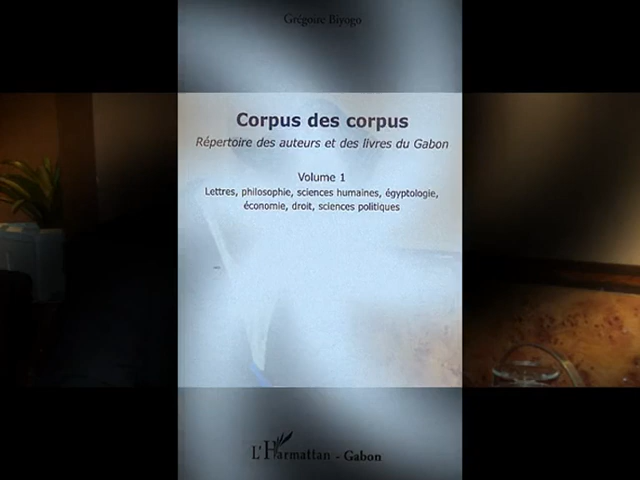 Grégoire Biyogo
Corpus des corpus
Répertoire des auteurs et des livres du Gabon
Volume 1
Lettres, philosophie, sciences humaines, égyptologie,
économie, droit, sciences politiques
L'Harmattan - Gabon